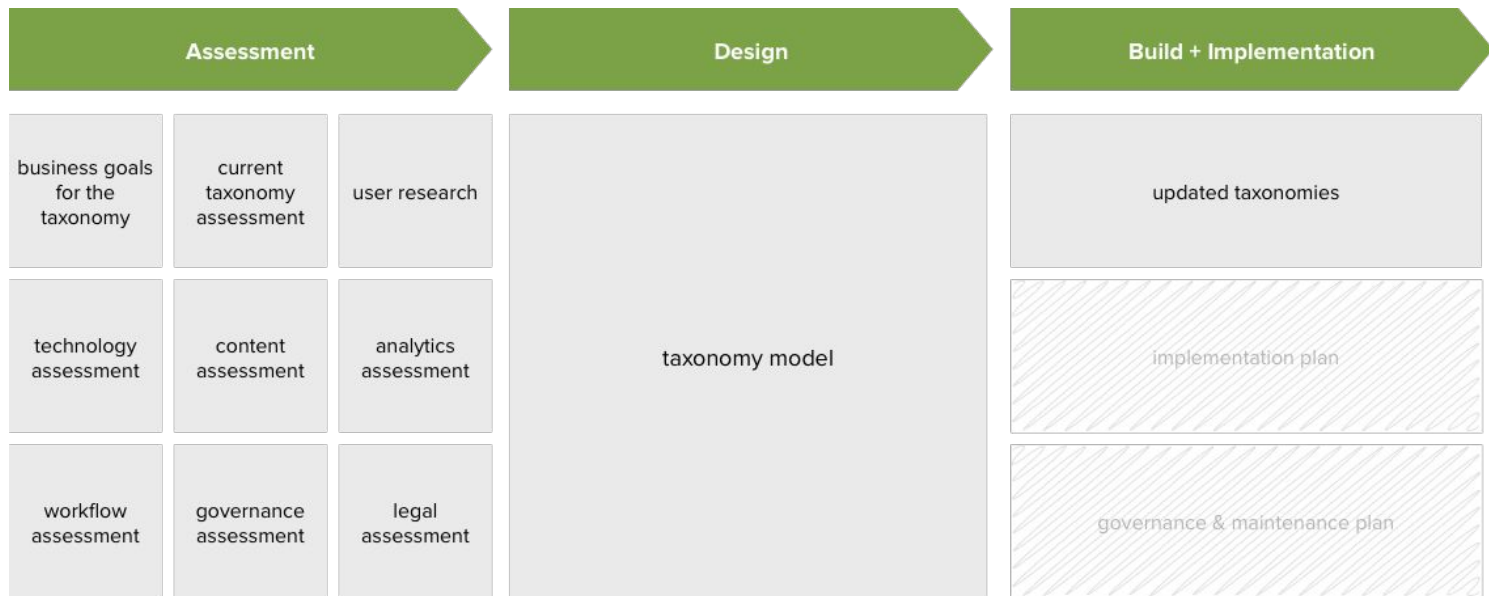 Assessment
Design
Build + Implementation
business goals
for the
taxonomy
current
taxonomy
assessment
user research
technology
assessment
content
assessment
analytics
assessment
workflow
assessment
governance
assessment
legal
assessment
taxonomy model
updated taxonomies
implementation plan
governance & maintenance plan